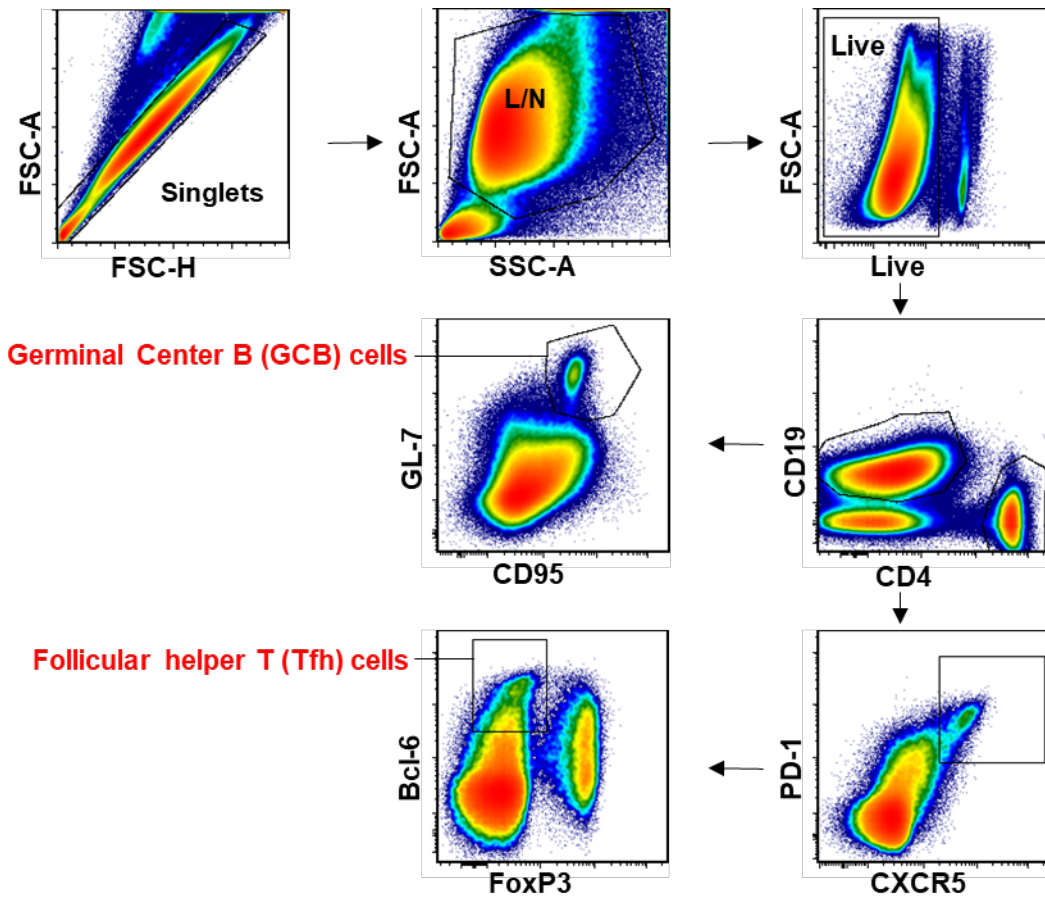 FSC-A
Singlets
FSC-H
FSC-A
L/N
SSC-A
FSC-A
Live
Live
Germinal Center B (GCB) cells
GL-7
CD95
CD19
CD4
Follicular helper T (Tfh) cells
Bcl-6
FoxP3
PD-1
CXCR5